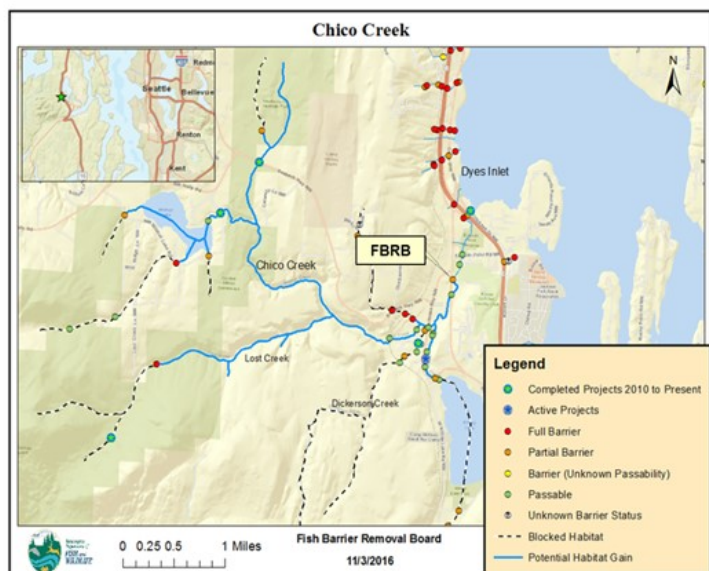 Chico Creek
Seattle
Bellevue
Renton
Kent
N
Dyes Inlet
FBRB
Chico Creek
Lost Creek
Dickerson Creek
Legend
Completed Projects 2010 to Present
Active Projects
Full Barrier
Partial Barrier
Barrier (Unknown Passability)
Passable
Unknown Barrier Status
Blocked Habitat
Potential Habitat Gain
0 0.25 0.5 1 Miles
Fish Barrier Removal Board
11/3/2016